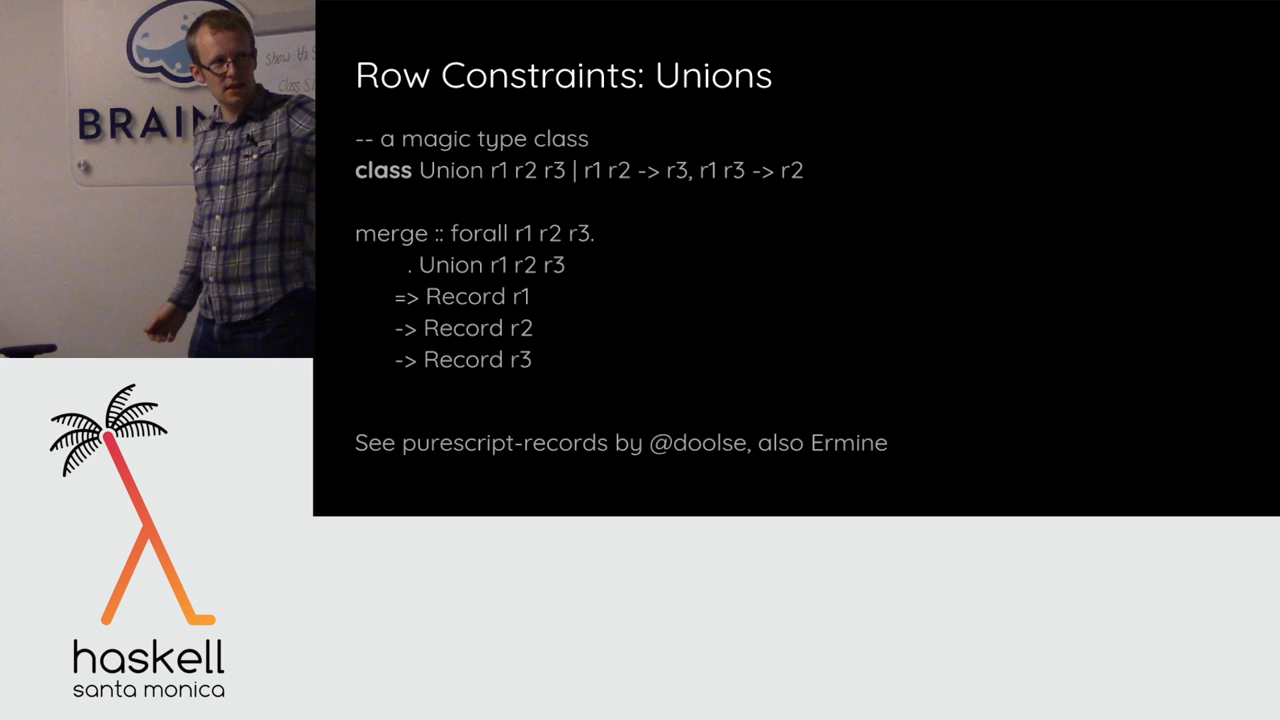 show ::
Class S
BRAIN
Row Constraints: Unions
-- a magic type class
class Union r1 r2 r3 | r1 r2 -> r3, r1 r3 -> r2
merge :: forall r1 r2 r3.
. Union r1 r2 r3
=> Record r1
-> Record r2
-> Record r3
See purescript-records by @doolse, also Ermine
haskell
santa monica